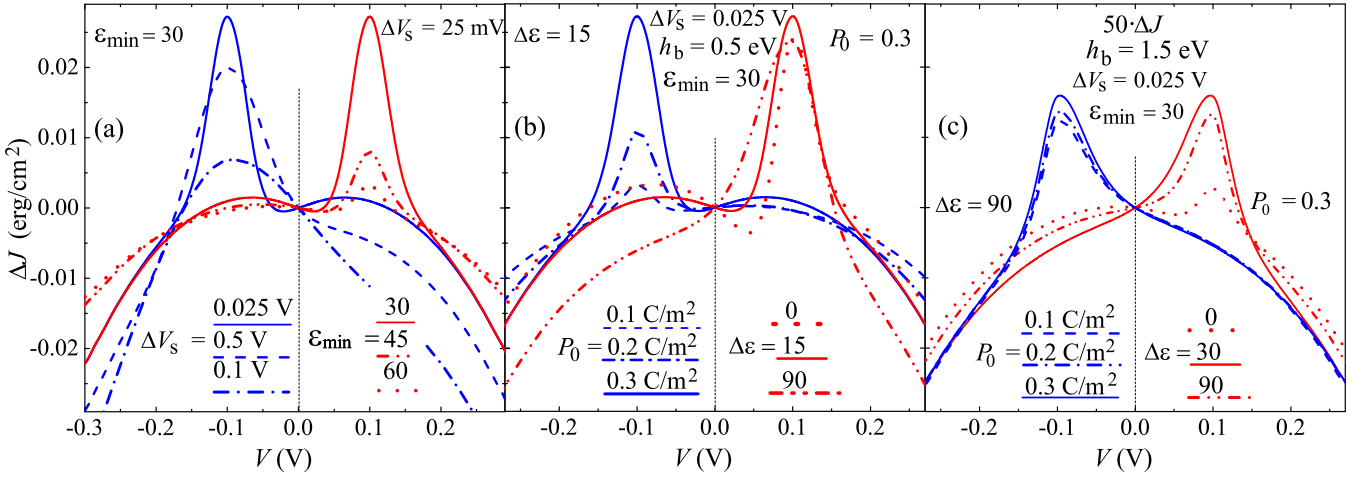 ε_min = 30
ΔV_S = 25 mV
(a)
ΔJ (erg/cm²)
0.02
0.01
0.00
-0.01
-0.02
0.025 V
ΔV_S = 0.5 V
0.1 V
30
ε_min = 45
60
-0.3 -0.2 -0.1 0.0 0.1 0.2
V (V)
Δε = 15
ΔV_S = 0.025 V
h_b = 0.5 eV
ε_min = 30
P_0 = 0.3
(b)
0.1 C/m²
P_0 = 0.2 C/m²
0.3 C/m²
0
Δε = 15
90
-0.2 -0.1 0.0 0.1 0.2
V (V)
50·ΔJ
h_b = 1.5 eV
ΔV_S = 0.025 V
ε_min = 30
(c)
Δε = 90
P_0 = 0.3
0.1 C/m²
P_0 = 0.2 C/m²
0.3 C/m²
0
Δε = 30
90
-0.2 -0.1 0.0 0.1 0.2
V (V)